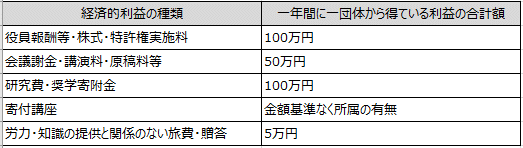 経済的利益の種類 一年間に一団体から得ている利益の合計額
役員報酬等・株式・特許権実施料 100万円
会議謝金・講演料・原稿料等 50万円
研究費・奨学寄附金 100万円
寄付講座 金額基準なく所属の有無
労力・知識の提供と関係のない旅費・贈答 5万円